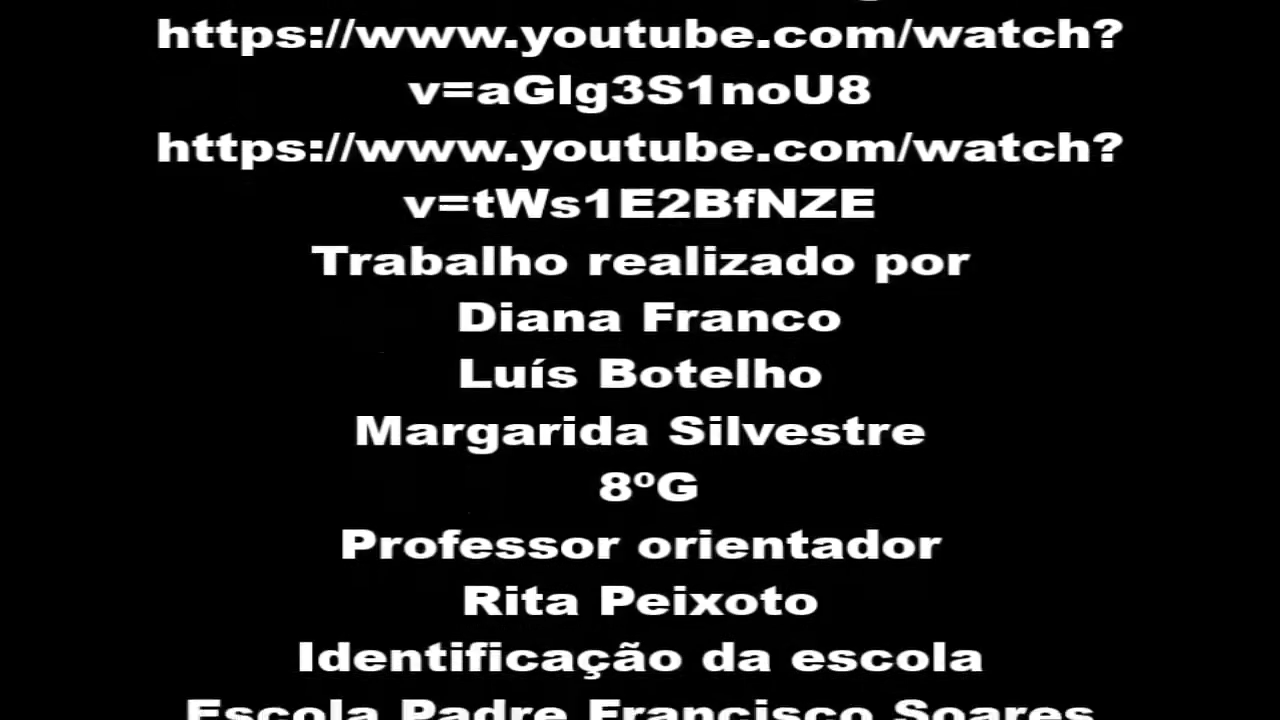 https://www.youtube.com/watch?
v=aGIg3S1noU8
https://www.youtube.com/watch?
v=tWs1E2BfNZE
Trabalho realizado por
Diana Franco
Luís Botelho
Margarida Silvestre
8ºG
Professor orientador
Rita Peixoto
Identificação da escola
Escola Padre Francisco Soares